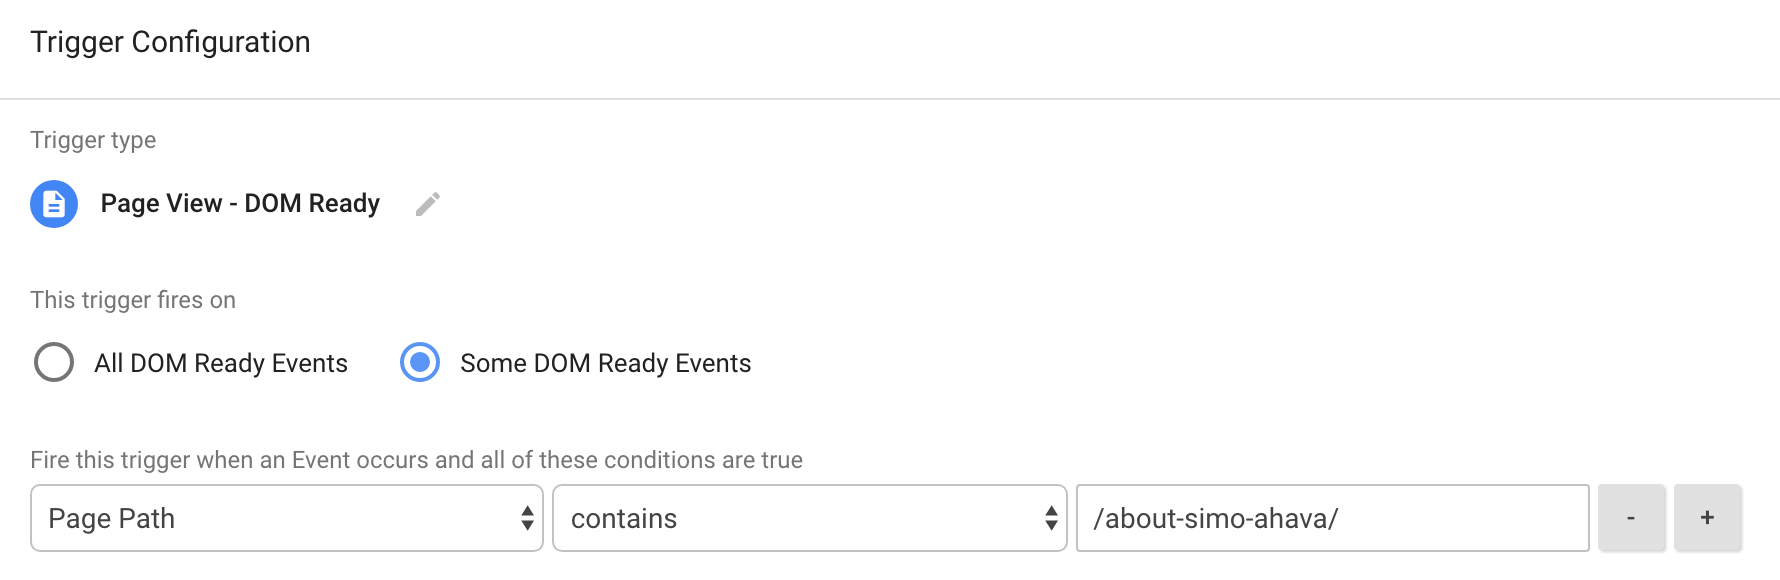 Trigger Configuration
Trigger type
Page View - DOM Ready
This trigger fires on
All DOM Ready Events Some DOM Ready Events
Fire this trigger when an Event occurs and all of these conditions are true
Page Path contains /about-simo-ahava/ - +